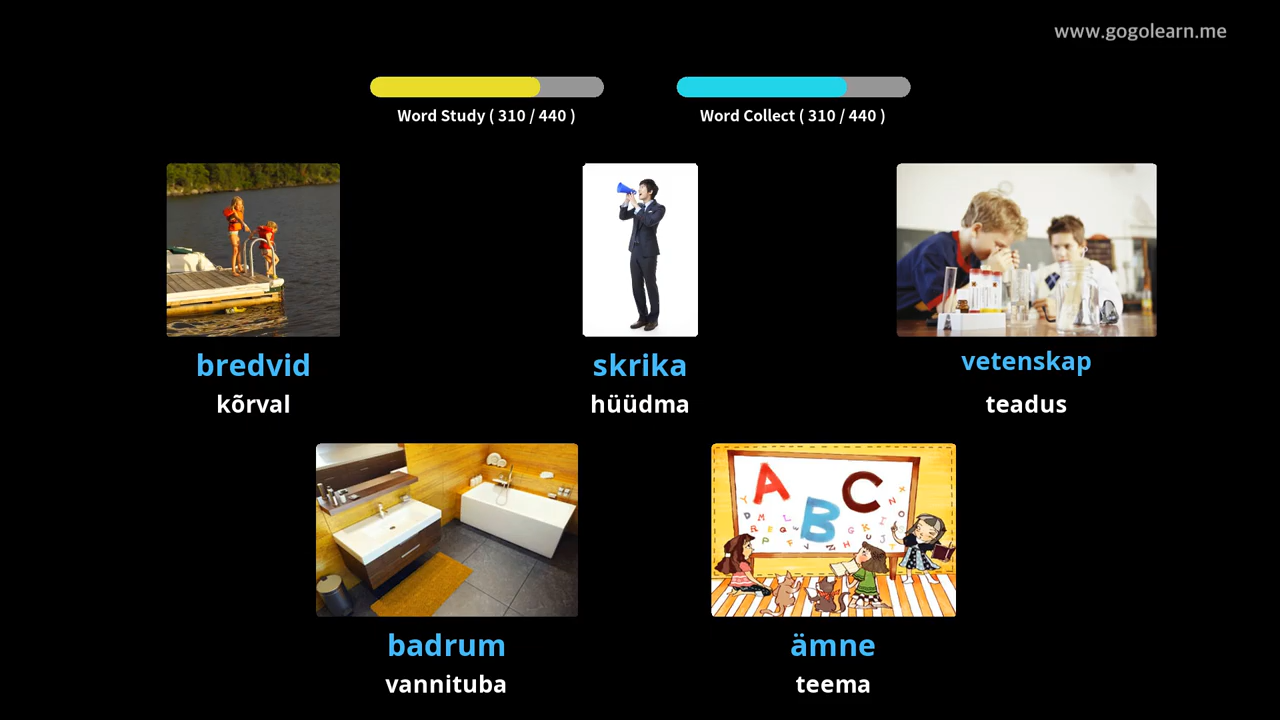 www.gogolearn.me
Word Study ( 310 / 440 )
Word Collect ( 310 / 440 )
bredvid
kõrval
skrika
hüüdma
vetenskap
teadus
A B C
badrum
vannituba
ämne
teema